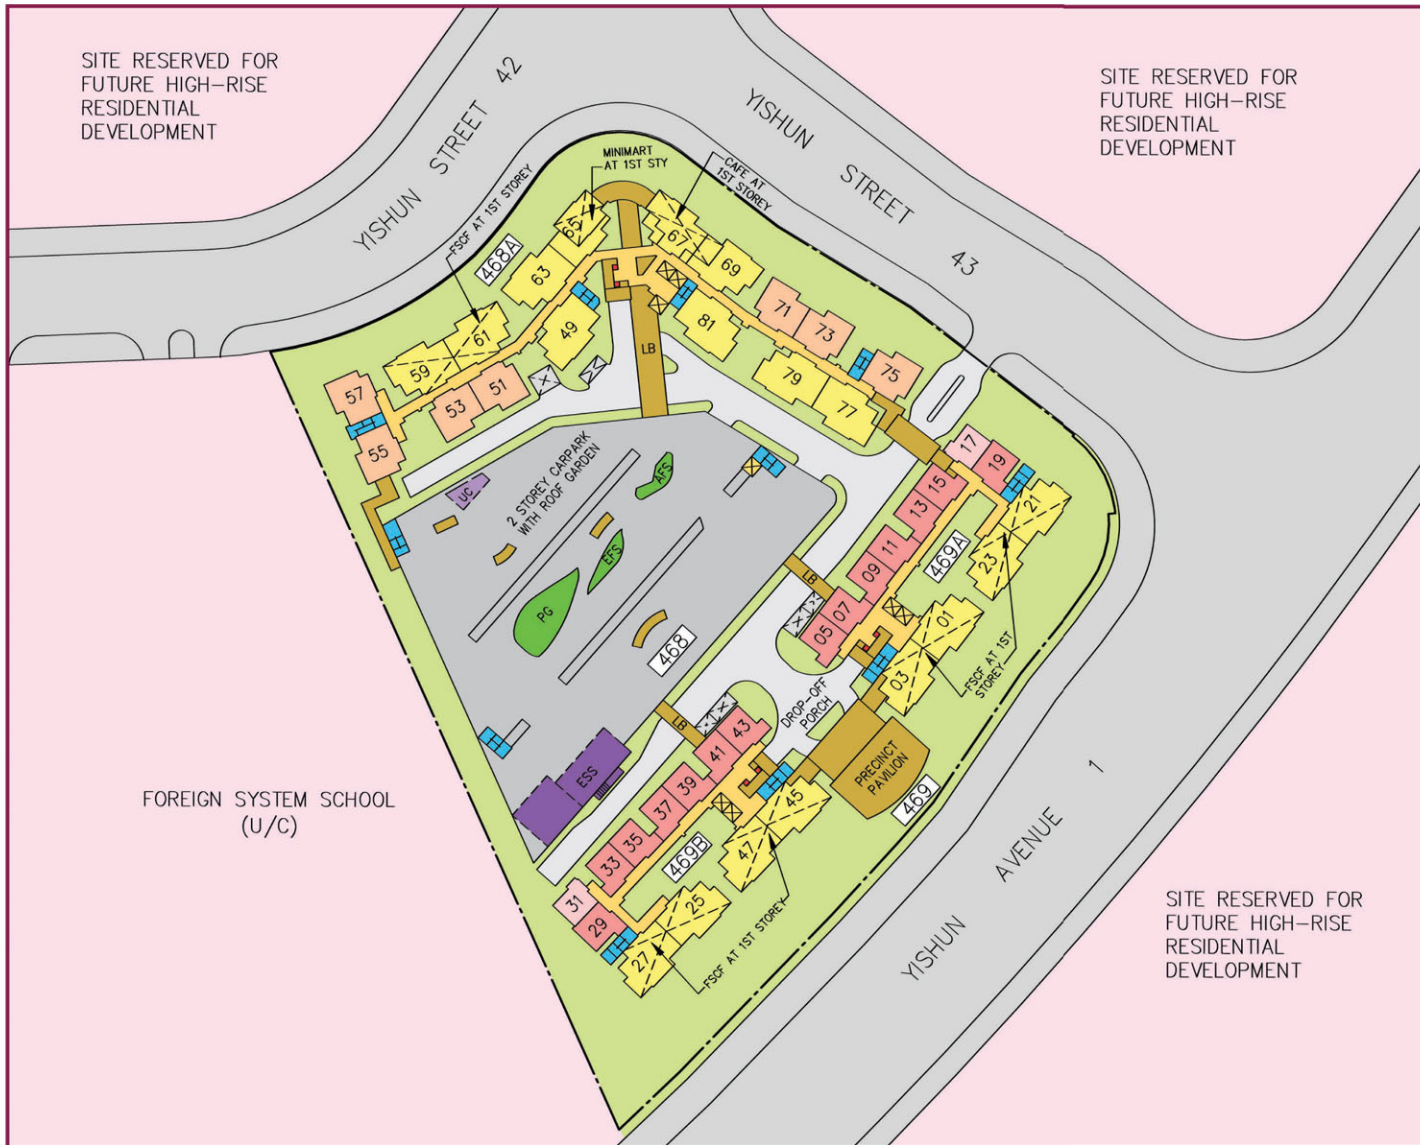 SITE RESERVED FOR
FUTURE HIGH-RISE
RESIDENTIAL
DEVELOPMENT
YISHUN STREET 42
YISHUN STREET 43
SITE RESERVED FOR
FUTURE HIGH-RISE
RESIDENTIAL
DEVELOPMENT
MINIMART
AT 1ST STY
CAFE AT
1ST STOREY
FSCF AT 1ST STOREY
468A
65
63
61
59
57
55
53
51
49
67
69
71
73
75
81
79
77
LB
2 STOREY CARPARK
WITH ROOF GARDEN
U/C
AFS
EFS
PG
468
ESS
17
19
21
15
13
11
09
07
05
23
01
03
469A
LB
FSCF AT 1ST
STOREY
DROP-OFF
PORCH
PRECINCT
PAVILION
469
LB
43
41
39
37
35
33
31
29
45
47
25
27
469B
FSCF AT 1ST STOREY
FOREIGN SYSTEM SCHOOL
(U/C)
YISHUN AVENUE 1
SITE RESERVED FOR
FUTURE HIGH-RISE
RESIDENTIAL
DEVELOPMENT